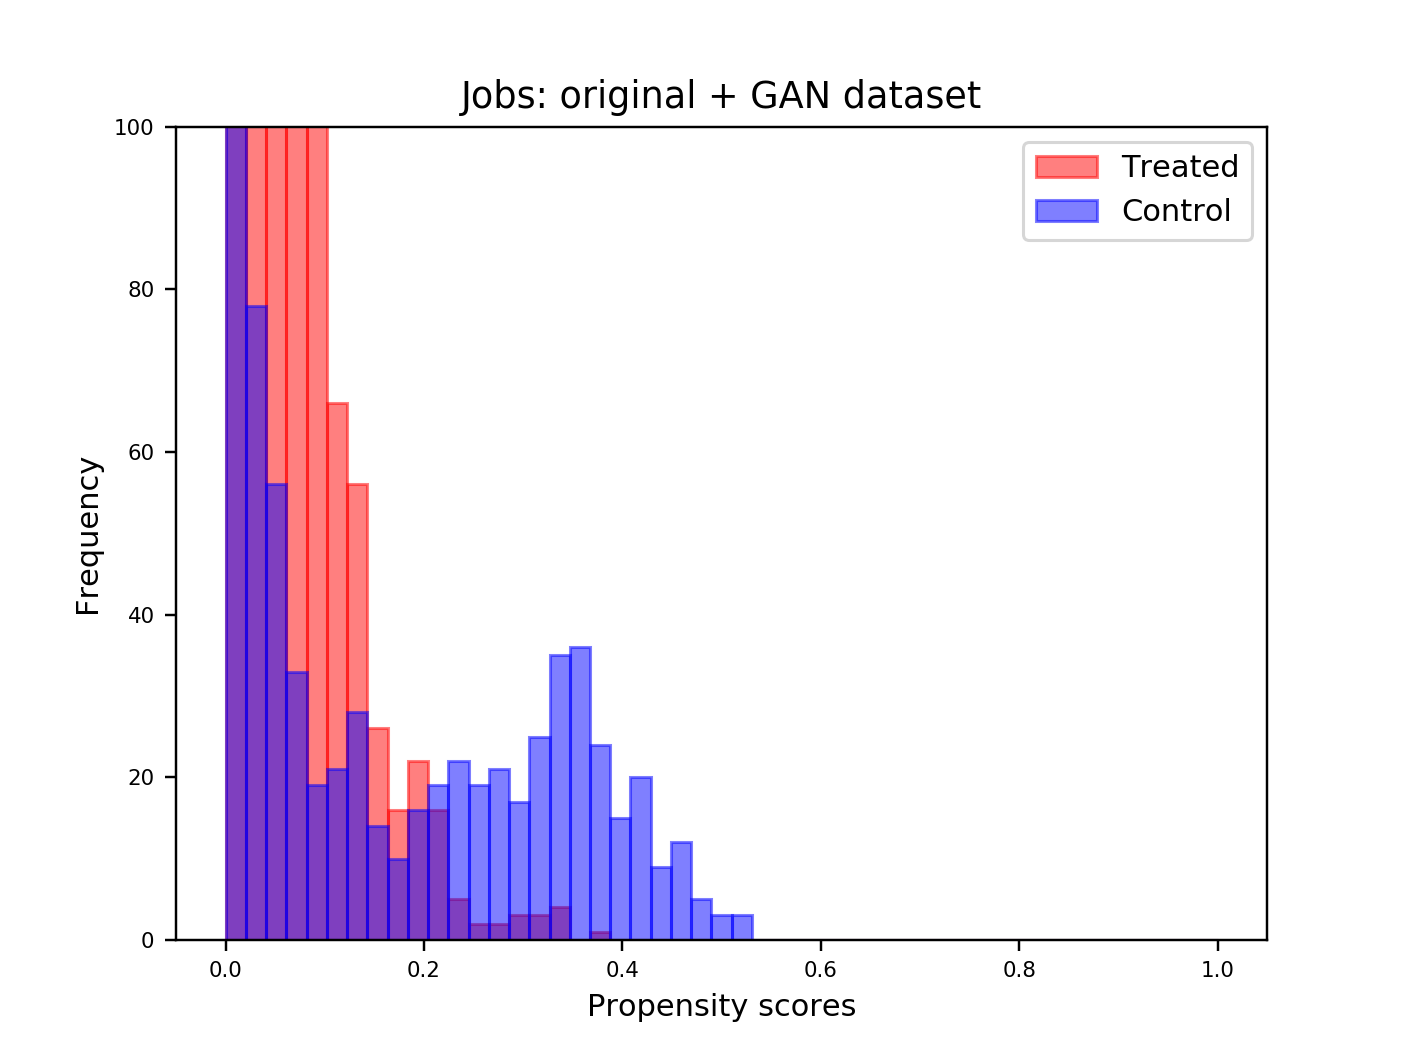 Jobs: original + GAN dataset
Treated
Control
100
80
60
40
20
0
Frequency
0.0 0.2 0.4 0.6 0.8 1.0
Propensity scores